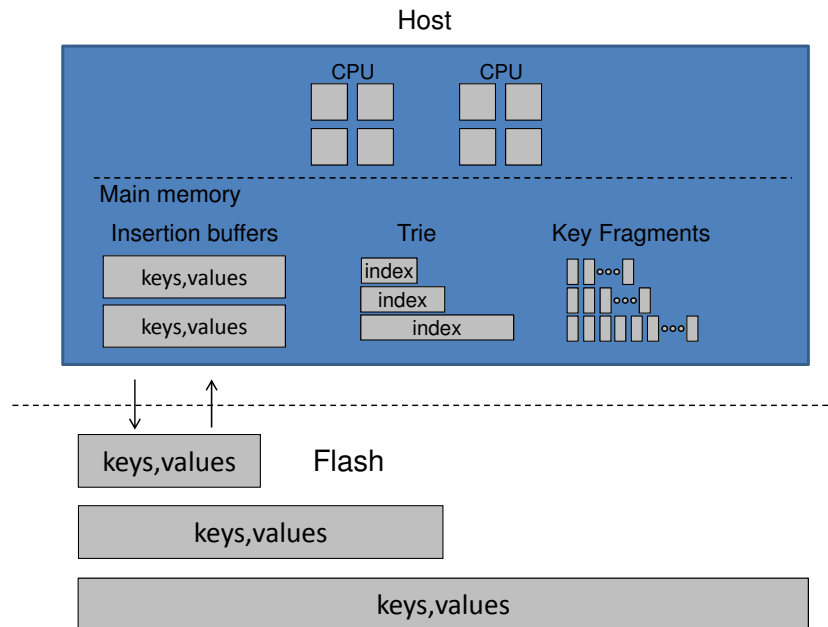 Host
CPU CPU
Main memory
Insertion buffers Trie Key Fragments
keys,values index
index
keys,values index
keys,values Flash
keys,values
keys,values